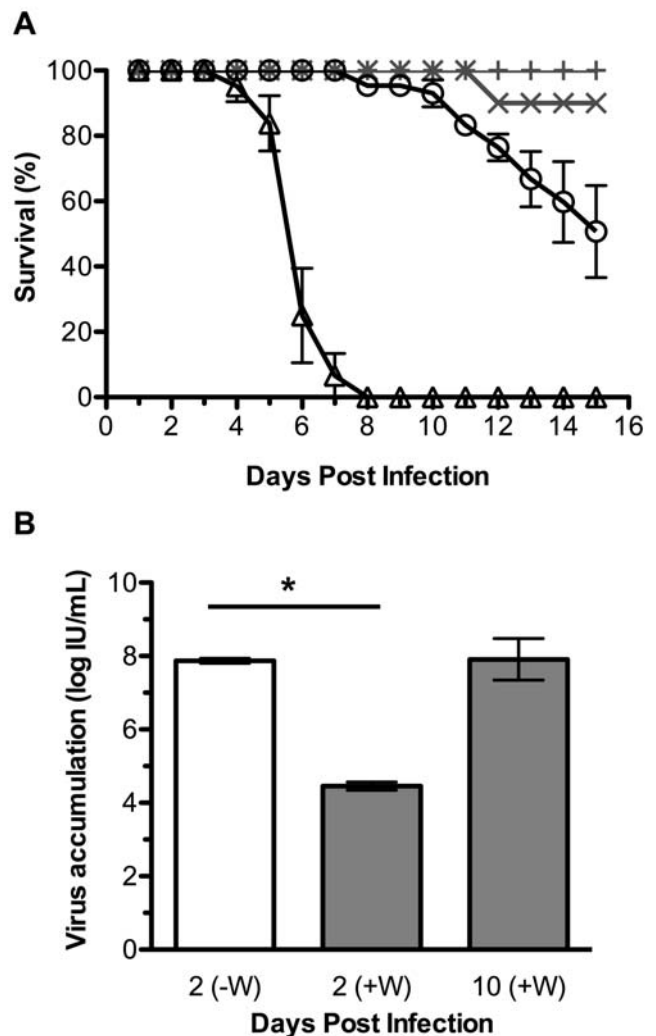 A
Survival (%)
100
80
60
40
20
0
0 2 4 6 8 10 12 14 16
Days Post Infection
B
Virus accumulation (log IU/mL)
10
8
6
4
2
0
*
2 (-W) 2 (+W) 10 (+W)
Days Post Infection